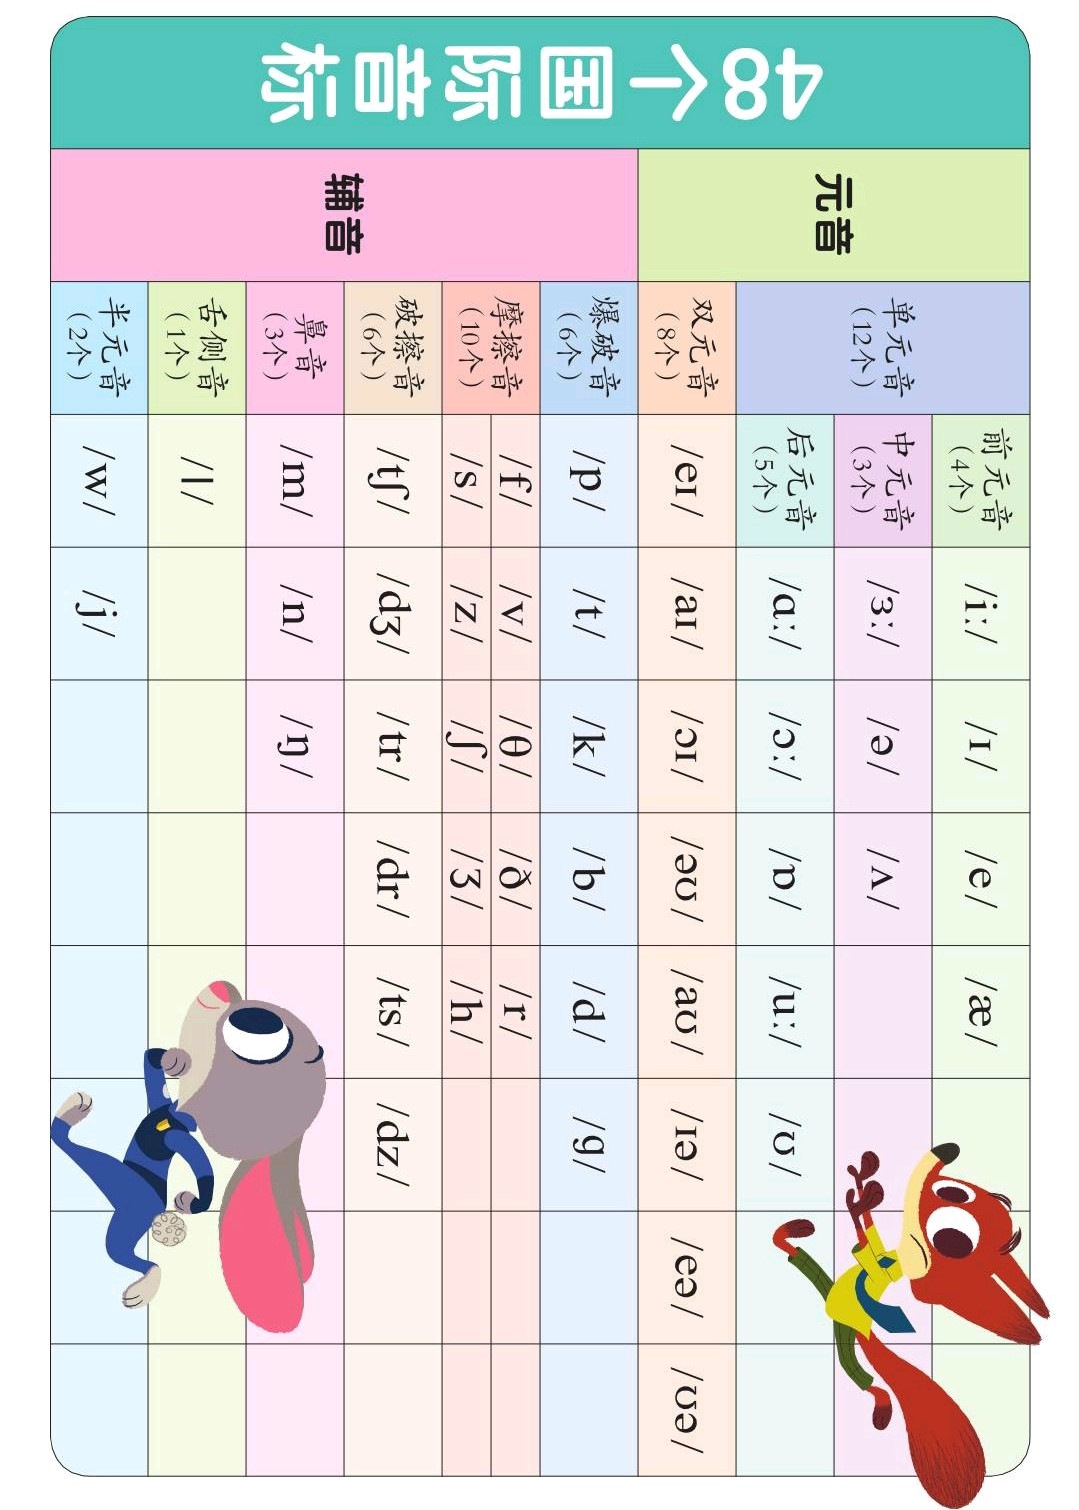 48个国际音标
元音
单元音
（12个）
前元音
（4个）
/iː/ /ɪ/ /e/ /æ/
中元音
（3个）
/ɜː/ /ə/ /ʌ/
后元音
（5个）
/ɑː/ /ɔː/ /ɒ/ /uː/ /ʊ/
双元音
（8个）
/eɪ/ /aɪ/ /ɔɪ/ /əʊ/ /aʊ/ /ɪə/ /eə/ /ʊə/
辅音
爆破音
（6个）
/p/ /t/ /k/ /b/ /d/ /g/
摩擦音
（10个）
/f/ /v/ /θ/ /ð/ /r/
/s/ /z/ /ʃ/ /ʒ/ /h/
破擦音
（6个）
/tʃ/ /dʒ/ /tr/ /dr/ /ts/ /dz/
鼻音
（3个）
/m/ /n/ /ŋ/
舌侧音
（1个）
/l/
半元音
（2个）
/w/ /j/